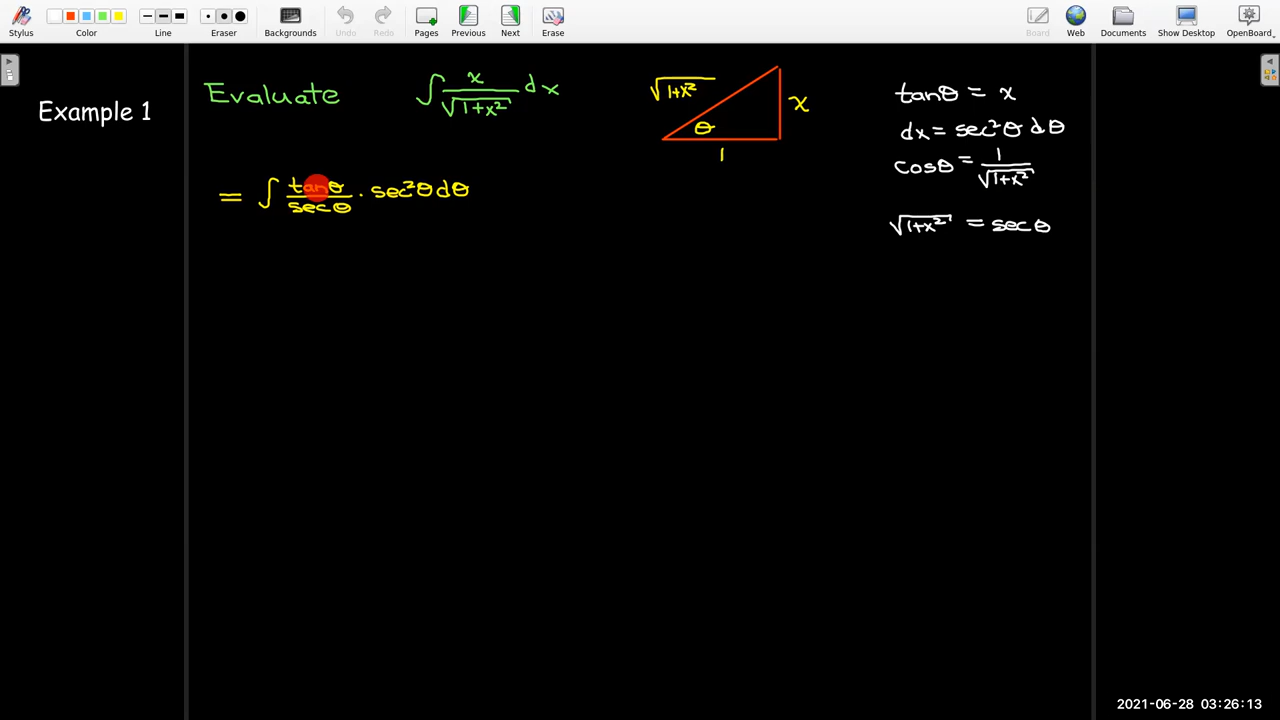 Stylus Color Line Eraser Backgrounds Undo Redo Pages Previous Next Erase Board Web Documents Show Desktop OpenBoard
Example 1
Evaluate ∫ x/√(1+x²) dx
√(1+x²)
x
θ
1
tanθ = x
dx = sec²θ dθ
cosθ = 1/√(1+x²)
√(1+x²) = secθ
= ∫ tanθ/secθ · sec²θ dθ
2021-06-28 03:26:13